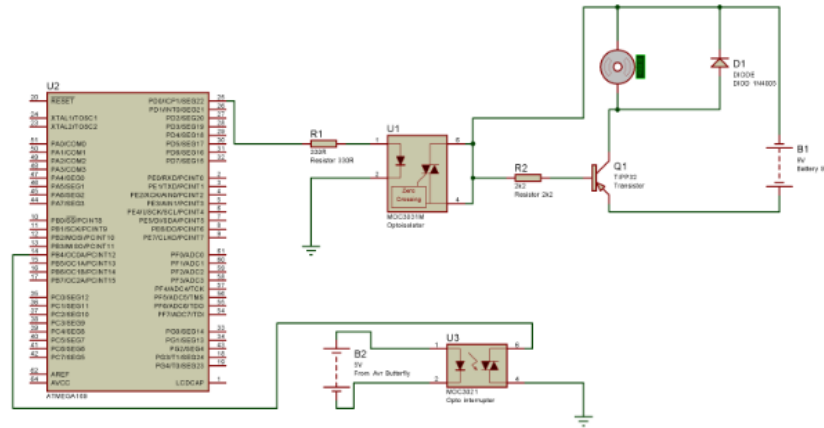 U2
RESET
XTAL1/TOSC1
XTAL2/TOSC2
PA0/COM0
PA1/COM1
PA2/COM2
PA3/COM3
PA4/SEG3
PA5/SEG2
PA6/SEG1
PA7/SEG0
PB0/SS/PCINT8
PB1/SCK/PCINT9
PB2/MOSI/PCINT10
PB3/MISO/PCINT11
PB4/OC0A/PCINT12
PB5/OC1A/PCINT13
PB6/OC1B/PCINT14
PB7/OC2A/PCINT15
PC0/SEG12
PC1/SEG11
PC2/SEG10
PC3/SEG9
PC4/SEG8
PC5/SEG7
PC6/SEG6
PC7/SEG5
AREF
AVCC
PD0/ICP1/SEG22
PD1/INT0/SEG21
PD2/SEG20
PD3/SEG19
PD4/SEG18
PD5/SEG17
PD6/SEG16
PD7/SEG15
PE0/RXD/PCINT0
PE1/TXD/PCINT1
PE2/XCK/AIN0/PCINT2
PE3/AIN1/PCINT3
PE4/USCK/SCL/PCINT4
PE5/DI/SDA/PCINT5
PE6/DO/PCINT6
PE7/CLKO/PCINT7
PF0/ADC0
PF1/ADC1
PF2/ADC2
PF3/ADC3
PF4/ADC4/TCK
PF5/ADC5/TMS
PF6/ADC6/TDO
PF7/ADC7/TDI
PG0/SEG14
PG1/SEG13
PG2/SEG4
PG3/T1/SEG24
PG4/T0/SEG23
LCDCAP
ATMEGA169
R1
330R
Resistor 330R
U1
1
2
6
4
Zero
Crossing
MOC3031M
Optoisolator
R2
2k2
Resistor 2k2
Q1
Transistor
D1
DIODE
DIOD 1N4005
B1
Battery 9
B2
5V
From Avr Butterfly
U3
1
2
6
4
MOC3021
Opto interrupter